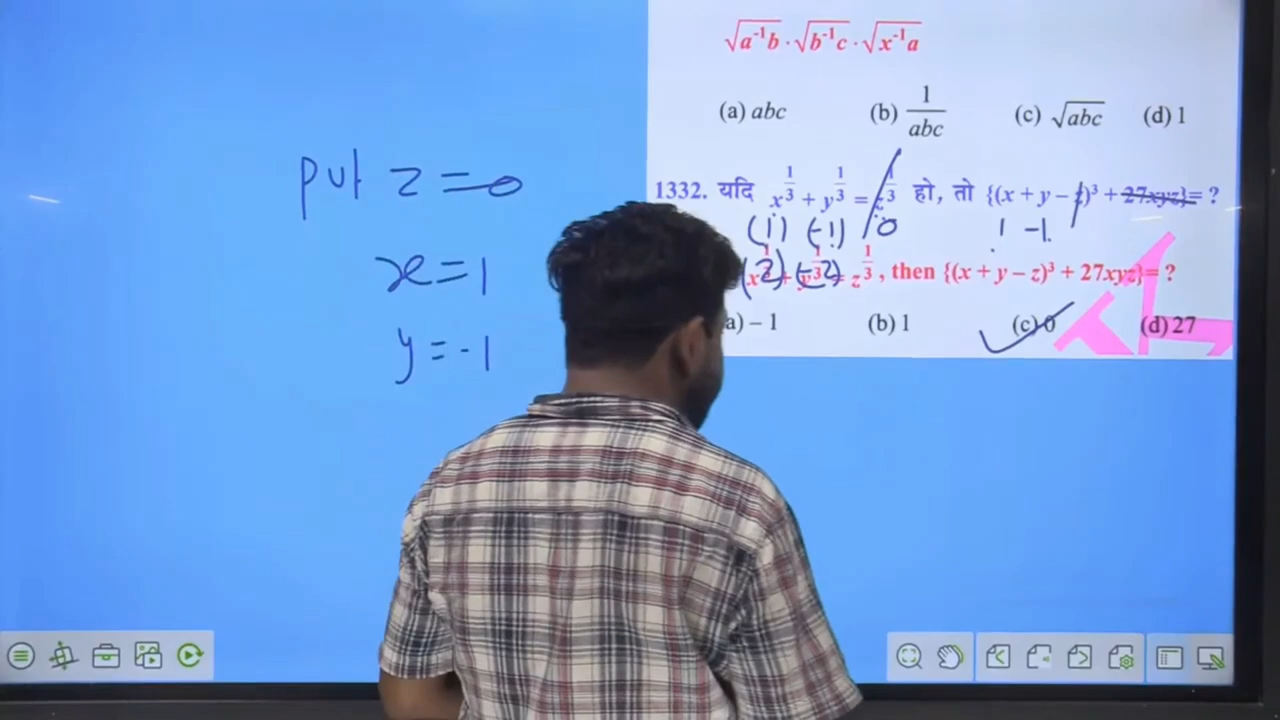 √a⁻¹b · √b⁻¹c · √x⁻¹a
(a) abc (b) 1/abc (c) √abc (d) 1
put z = 0
x = 1
y = -1
1332. यदि x^1/3 + y^1/3 = z^1/3 हो, तो {(x + y – z)³ + 27xyz} = ?
(1) (-1) 0 1 -1
(2) (-2)
x^1/3 + y^1/3 = z^1/3, then {(x + y – z)³ + 27xyz} = ?
a) – 1 (b) 1 (c) 0 (d) 27